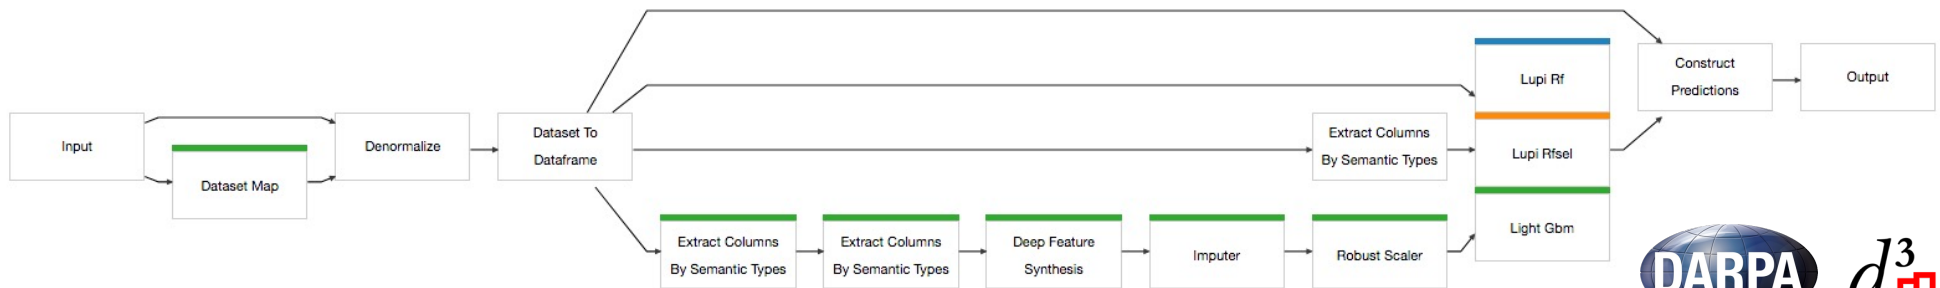 Input
Dataset Map
Denormalize
Dataset To
Dataframe
Extract Columns
By Semantic Types
Extract Columns
By Semantic Types
Deep Feature
Synthesis
Imputer
Robust Scaler
Extract Columns
By Semantic Types
Lupi Rf
Lupi Rfsel
Light Gbm
Construct
Predictions
Output
DARPA
d³